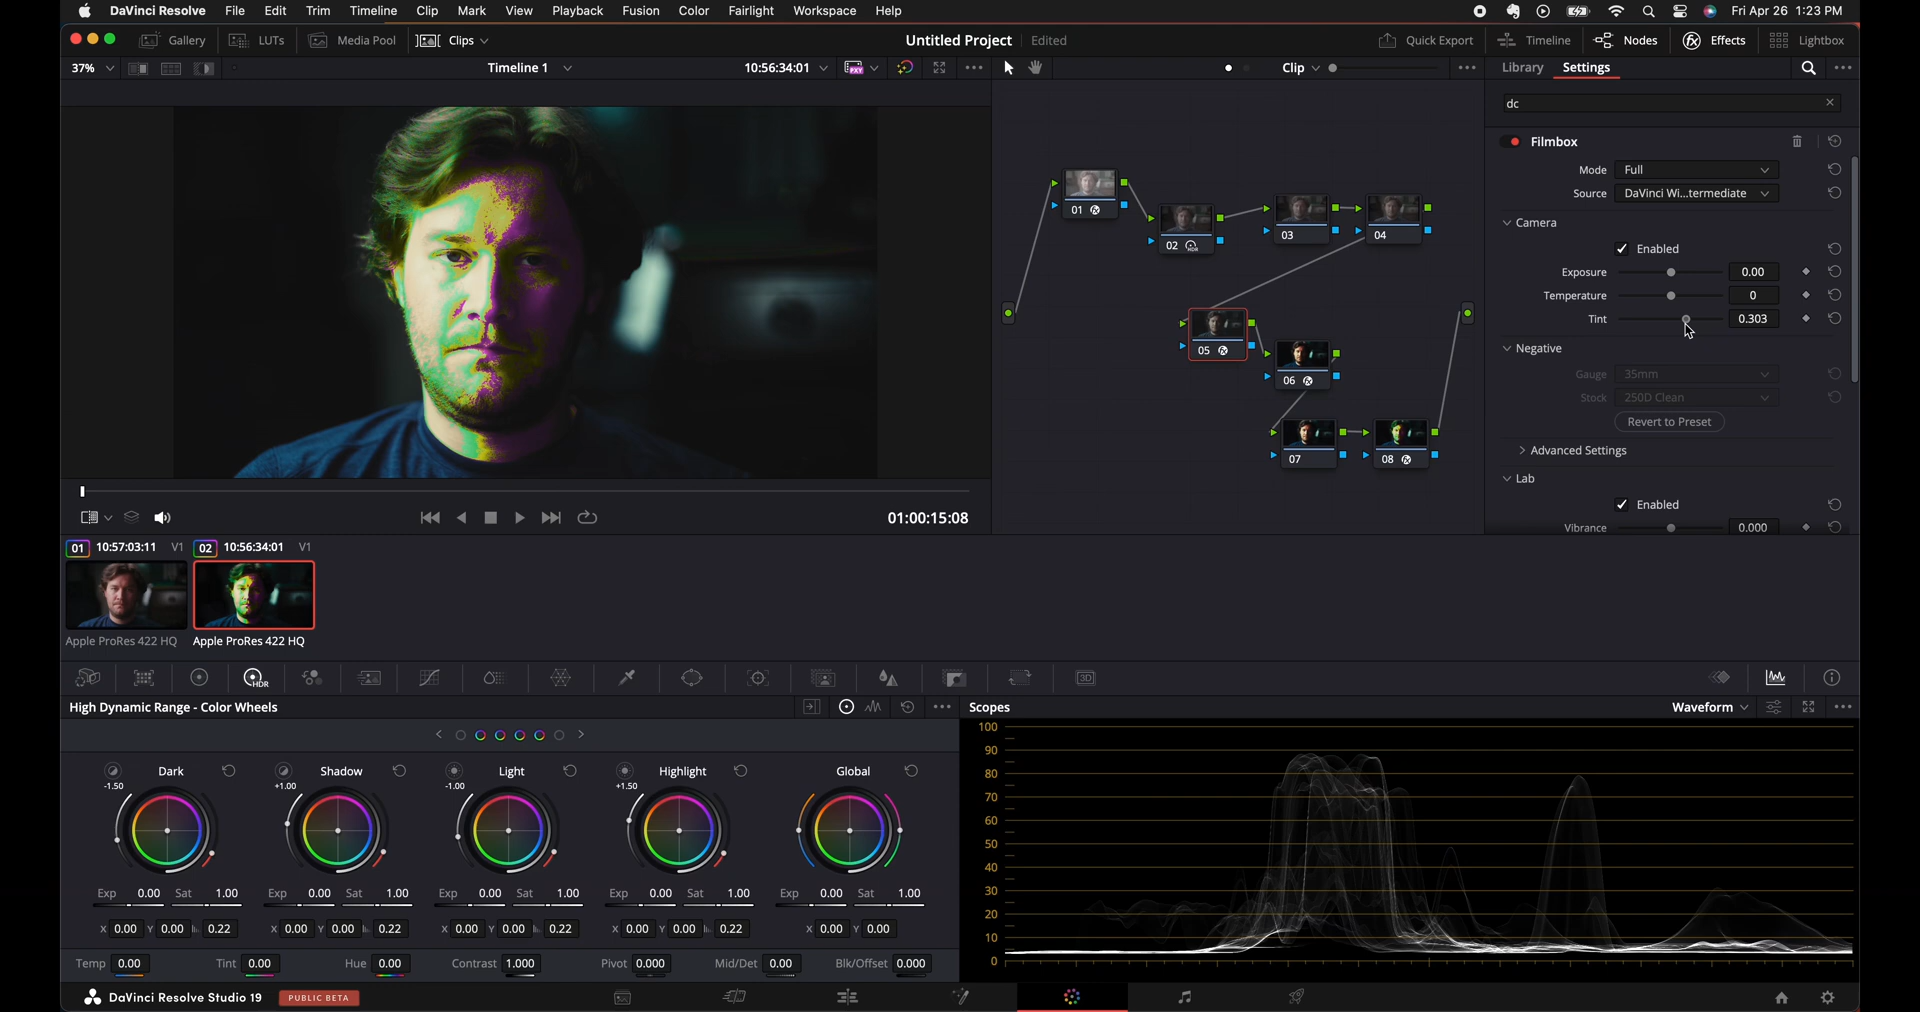 DaVinci Resolve File Edit Trim Timeline Clip Mark View Playback Fusion Color Fairlight Workspace Help Fri Apr 26 1:23 PM
Gallery LUTs Media Pool Clips Untitled Project Edited Quick Export Timeline Nodes Effects Lightbox
37% Timeline 1 10:56:34:01 PXY Clip Library Settings
dc
Filmbox
Mode Full
Source DaVinci Wi...termediate
Camera
Enabled
Exposure 0.00
Temperature 0
Tint 0.303
Negative
Gauge 35mm
Stock 250D Clean
Revert to Preset
Advanced Settings
Lab
Enabled
Vibrance 0.000
01
02 HDR
03
04
05 fx
06 fx
07
08 fx
01:00:15:08
01 10:57:03:11 V1 02 10:56:34:01 V1
Apple ProRes 422 HQ Apple ProRes 422 HQ
HDR 3D
High Dynamic Range - Color Wheels
Dark Shadow Light Highlight Global
-1.50 +1.00 -1.00 +1.50
Exp 0.00 Sat 1.00 Exp 0.00 Sat 1.00 Exp 0.00 Sat 1.00 Exp 0.00 Sat 1.00 Exp 0.00 Sat 1.00
X 0.00 Y 0.00 0.22 X 0.00 Y 0.00 0.22 X 0.00 Y 0.00 0.22 X 0.00 Y 0.00 0.22 X 0.00 Y 0.00
Temp 0.00 Tint 0.00 Hue 0.00 Contrast 1.000 Pivot 0.000 Mid/Det 0.00 Blk/Offset 0.000
Scopes Waveform
100
90
80
70
60
50
40
30
20
10
0
DaVinci Resolve Studio 19 PUBLIC BETA